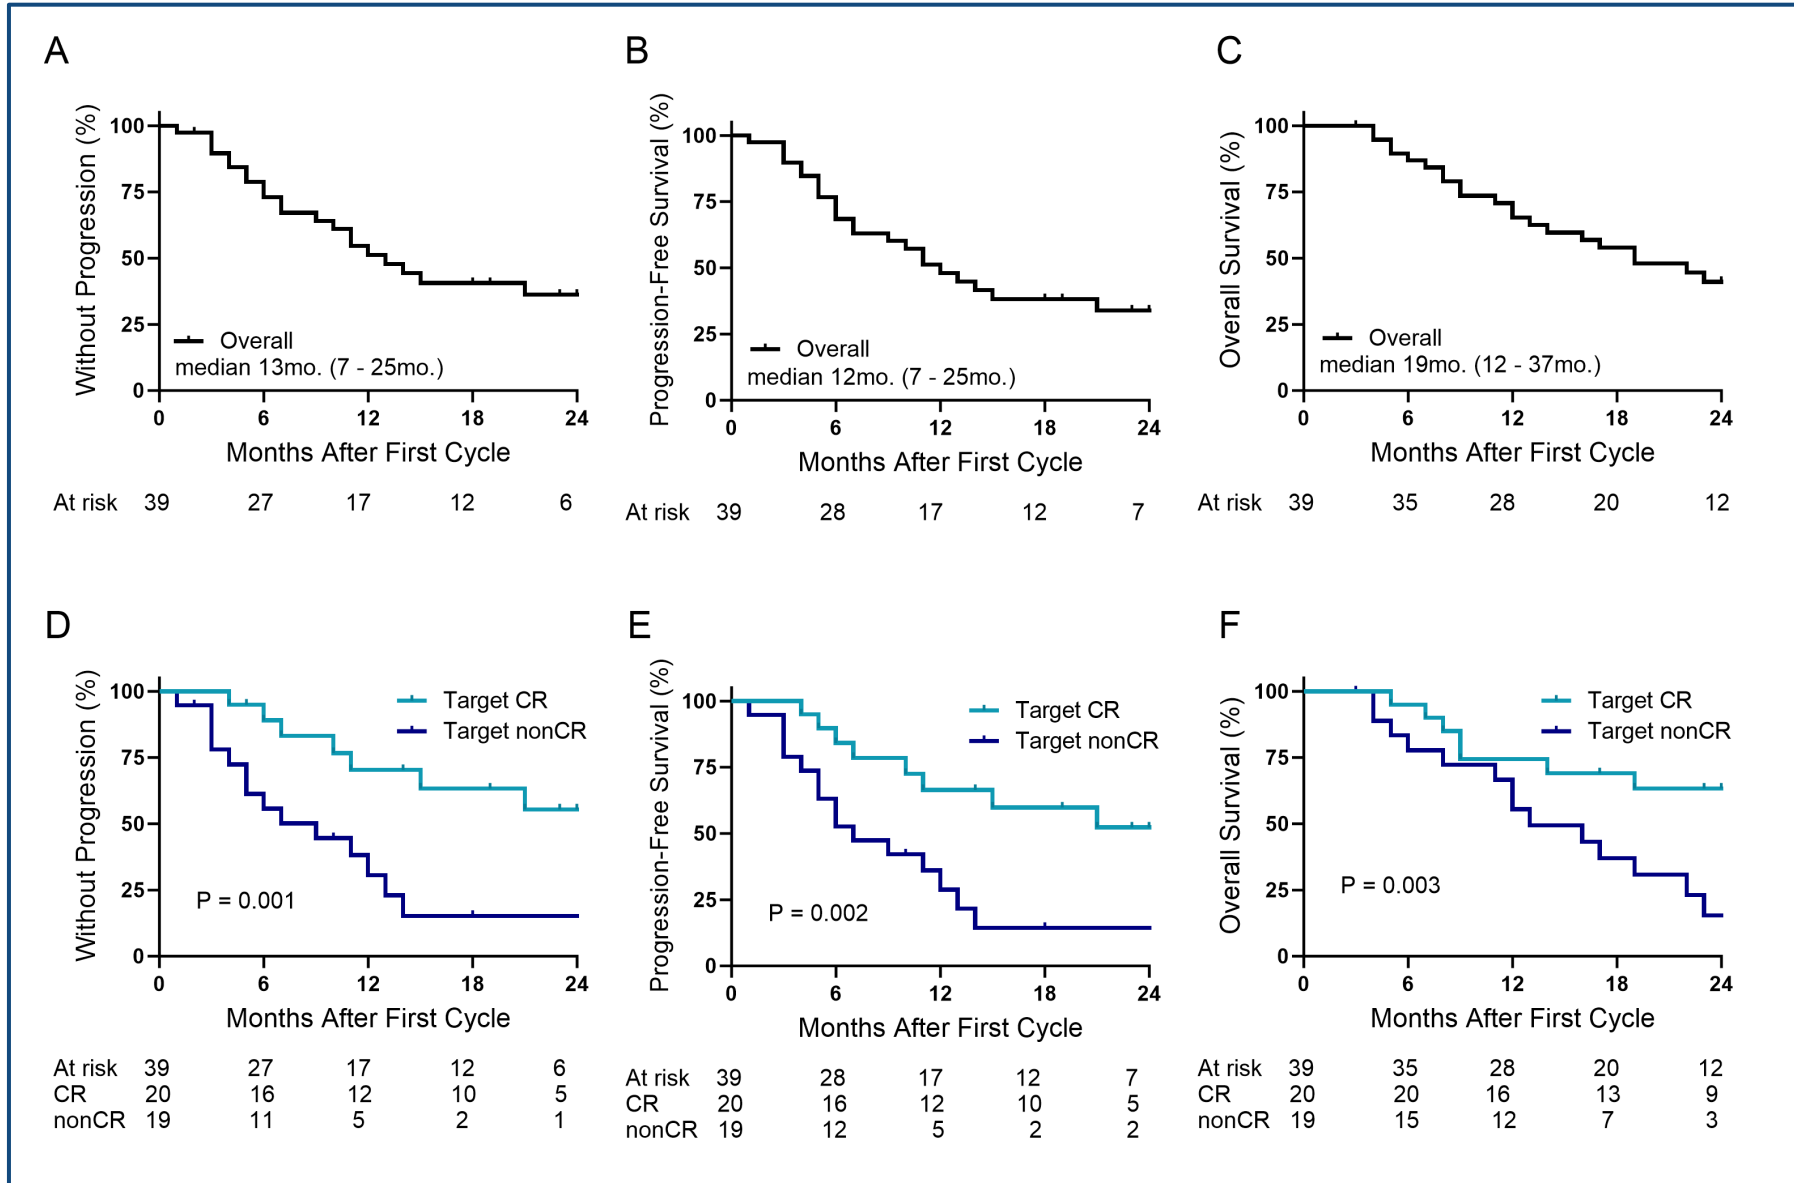 A
Without Progression (%)
100
75
50
25
0
Overall
median 13mo. (7 - 25mo.)
0 6 12 18 24
Months After First Cycle
At risk 39 27 17 12 6
B
Progression-Free Survival (%)
100
75
50
25
0
Overall
median 12mo. (7 - 25mo.)
0 6 12 18 24
Months After First Cycle
At risk 39 28 17 12 7
C
Overall Survival (%)
100
75
50
25
0
Overall
median 19mo. (12 - 37mo.)
0 6 12 18 24
Months After First Cycle
At risk 39 35 28 20 12
D
Without Progression (%)
100
75
50
25
0
Target CR
Target nonCR
P = 0.001
0 6 12 18 24
Months After First Cycle
At risk 39 27 17 12 6
CR 20 16 12 10 5
nonCR 19 11 5 2 1
E
Progression-Free Survival (%)
100
75
50
25
0
Target CR
Target nonCR
P = 0.002
0 6 12 18 24
Months After First Cycle
At risk 39 28 17 12 7
CR 20 16 12 10 5
nonCR 19 12 5 2 2
F
Overall Survival (%)
100
75
50
25
0
Target CR
Target nonCR
P = 0.003
0 6 12 18 24
Months After First Cycle
At risk 39 35 28 20 12
CR 20 20 16 13 9
nonCR 19 15 12 7 3